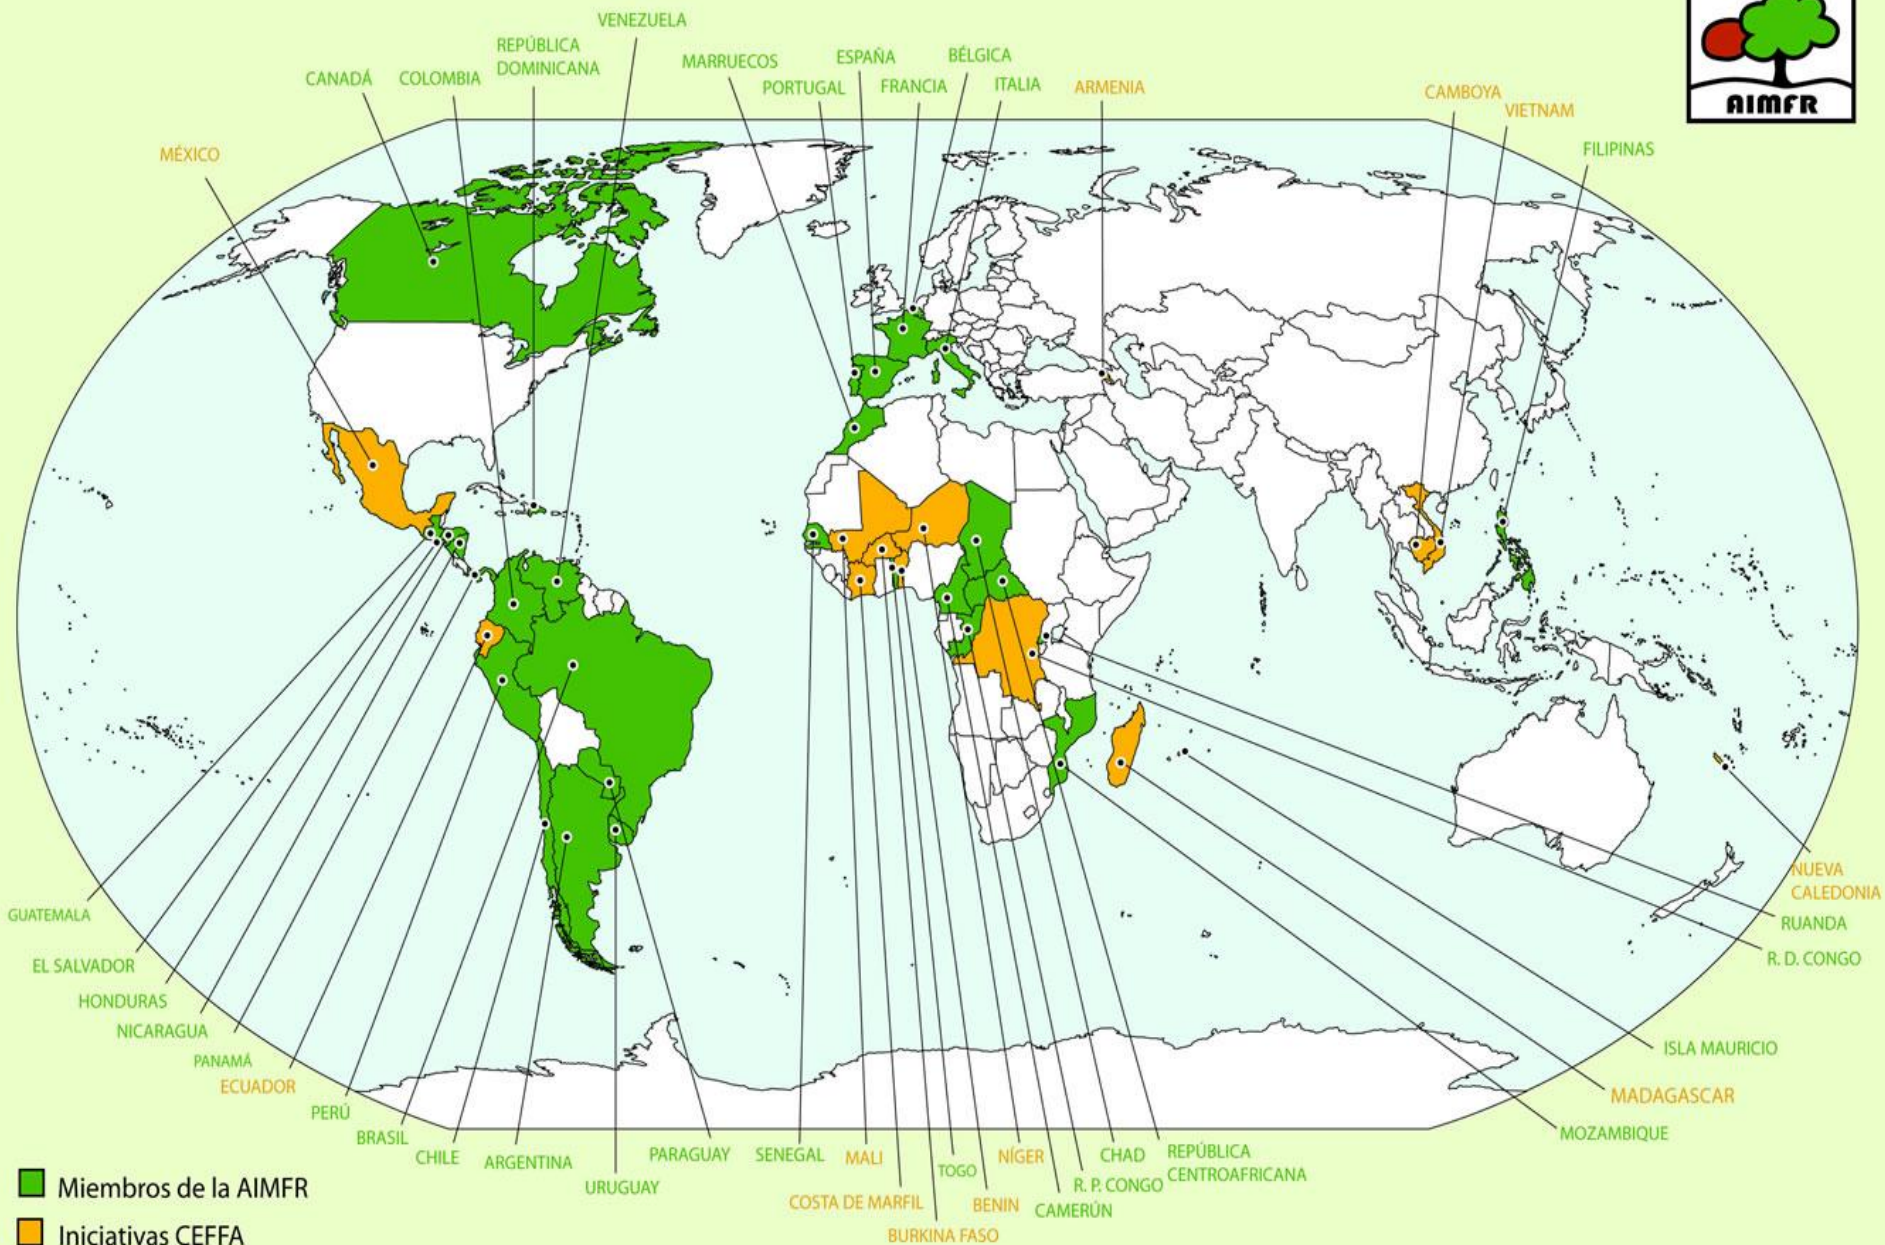 VENEZUELA
REPÚBLICA
DOMINICANA
CANADÁ
COLOMBIA
MARRUECOS
ESPAÑA
BÉLGICA
PORTUGAL
FRANCIA
ITALIA
ARMENIA
CAMBOYA
VIETNAM
FILIPINAS
AIMFR
MÉXICO
GUATEMALA
EL SALVADOR
HONDURAS
NICARAGUA
PANAMÁ
ECUADOR
PERÚ
BRASIL
CHILE
ARGENTINA
URUGUAY
PARAGUAY
SENEGAL
MALI
COSTA DE MARFIL
BURKINA FASO
TOGO
BENIN
NÍGER
CAMERÚN
R. P. CONGO
CHAD
REPÚBLICA
CENTROAFRICANA
MOZAMBIQUE
MADAGASCAR
ISLA MAURICIO
R. D. CONGO
RUANDA
NUEVA
CALEDONIA
Miembros de la AIMFR
Iniciativas CEFFA